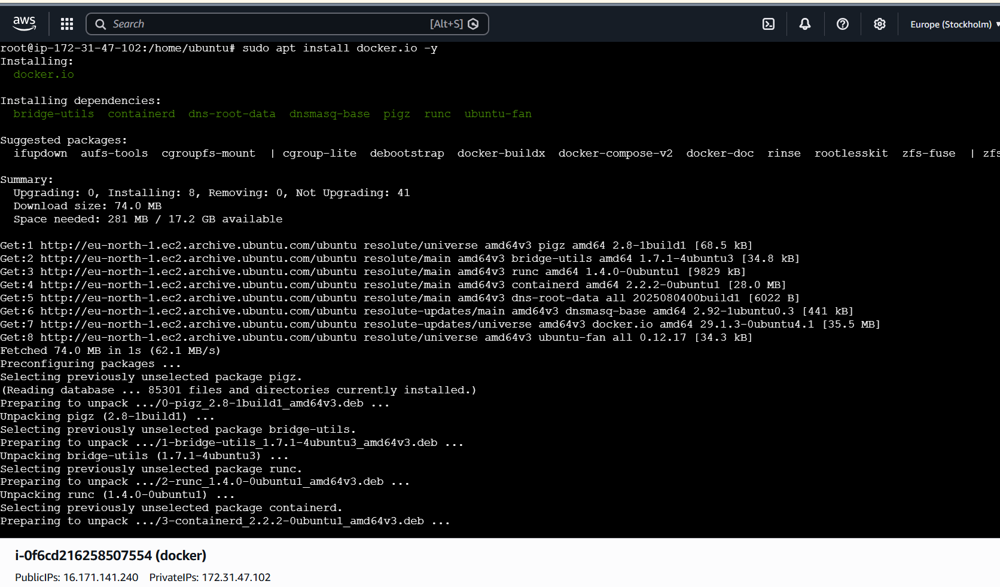 aws
Search [Alt+S]
Europe (Stockholm)
root@ip-172-31-47-102:/home/ubuntu# sudo apt install docker.io -y
Installing:
docker.io
Installing dependencies:
bridge-utils containerd dns-root-data dnsmasq-base pigz runc ubuntu-fan
Suggested packages:
ifupdown aufs-tools cgroupfs-mount | cgroup-lite debootstrap docker-buildx docker-compose-v2 docker-doc rinse rootlesskit zfs-fuse | zfs
Summary:
Upgrading: 0, Installing: 8, Removing: 0, Not Upgrading: 41
Download size: 74.0 MB
Space needed: 281 MB / 17.2 GB available
Get:1 http://eu-north-1.ec2.archive.ubuntu.com/ubuntu resolute/universe amd64v3 pigz amd64 2.8-1build1 [68.5 kB]
Get:2 http://eu-north-1.ec2.archive.ubuntu.com/ubuntu resolute/main amd64v3 bridge-utils amd64 1.7.1-4ubuntu3 [34.8 kB]
Get:3 http://eu-north-1.ec2.archive.ubuntu.com/ubuntu resolute/main amd64v3 runc amd64 1.4.0-0ubuntu1 [9829 kB]
Get:4 http://eu-north-1.ec2.archive.ubuntu.com/ubuntu resolute/main amd64v3 containerd amd64 2.2.2-0ubuntu1 [28.0 MB]
Get:5 http://eu-north-1.ec2.archive.ubuntu.com/ubuntu resolute/main amd64v3 dns-root-data all 2025080400build1 [6022 B]
Get:6 http://eu-north-1.ec2.archive.ubuntu.com/ubuntu resolute-updates/main amd64v3 dnsmasq-base amd64 2.92-1ubuntu0.3 [441 kB]
Get:7 http://eu-north-1.ec2.archive.ubuntu.com/ubuntu resolute-updates/universe amd64v3 docker.io amd64 29.1.3-0ubuntu4.1 [35.5 MB]
Get:8 http://eu-north-1.ec2.archive.ubuntu.com/ubuntu resolute/universe amd64v3 ubuntu-fan all 0.12.17 [34.3 kB]
Fetched 74.0 MB in 1s (62.1 MB/s)
Preconfiguring packages ...
Selecting previously unselected package pigz.
(Reading database ... 85301 files and directories currently installed.)
Preparing to unpack .../0-pigz_2.8-1build1_amd64v3.deb ...
Unpacking pigz (2.8-1build1) ...
Selecting previously unselected package bridge-utils.
Preparing to unpack .../1-bridge-utils_1.7.1-4ubuntu3_amd64v3.deb ...
Unpacking bridge-utils (1.7.1-4ubuntu3) ...
Selecting previously unselected package runc.
Preparing to unpack .../2-runc_1.4.0-0ubuntu1_amd64v3.deb ...
Unpacking runc (1.4.0-0ubuntu1) ...
Selecting previously unselected package containerd.
Preparing to unpack .../3-containerd_2.2.2-0ubuntu1_amd64v3.deb ...
i-0f6cd216258507554 (docker)
PublicIPs: 16.171.141.240 PrivateIPs: 172.31.47.102